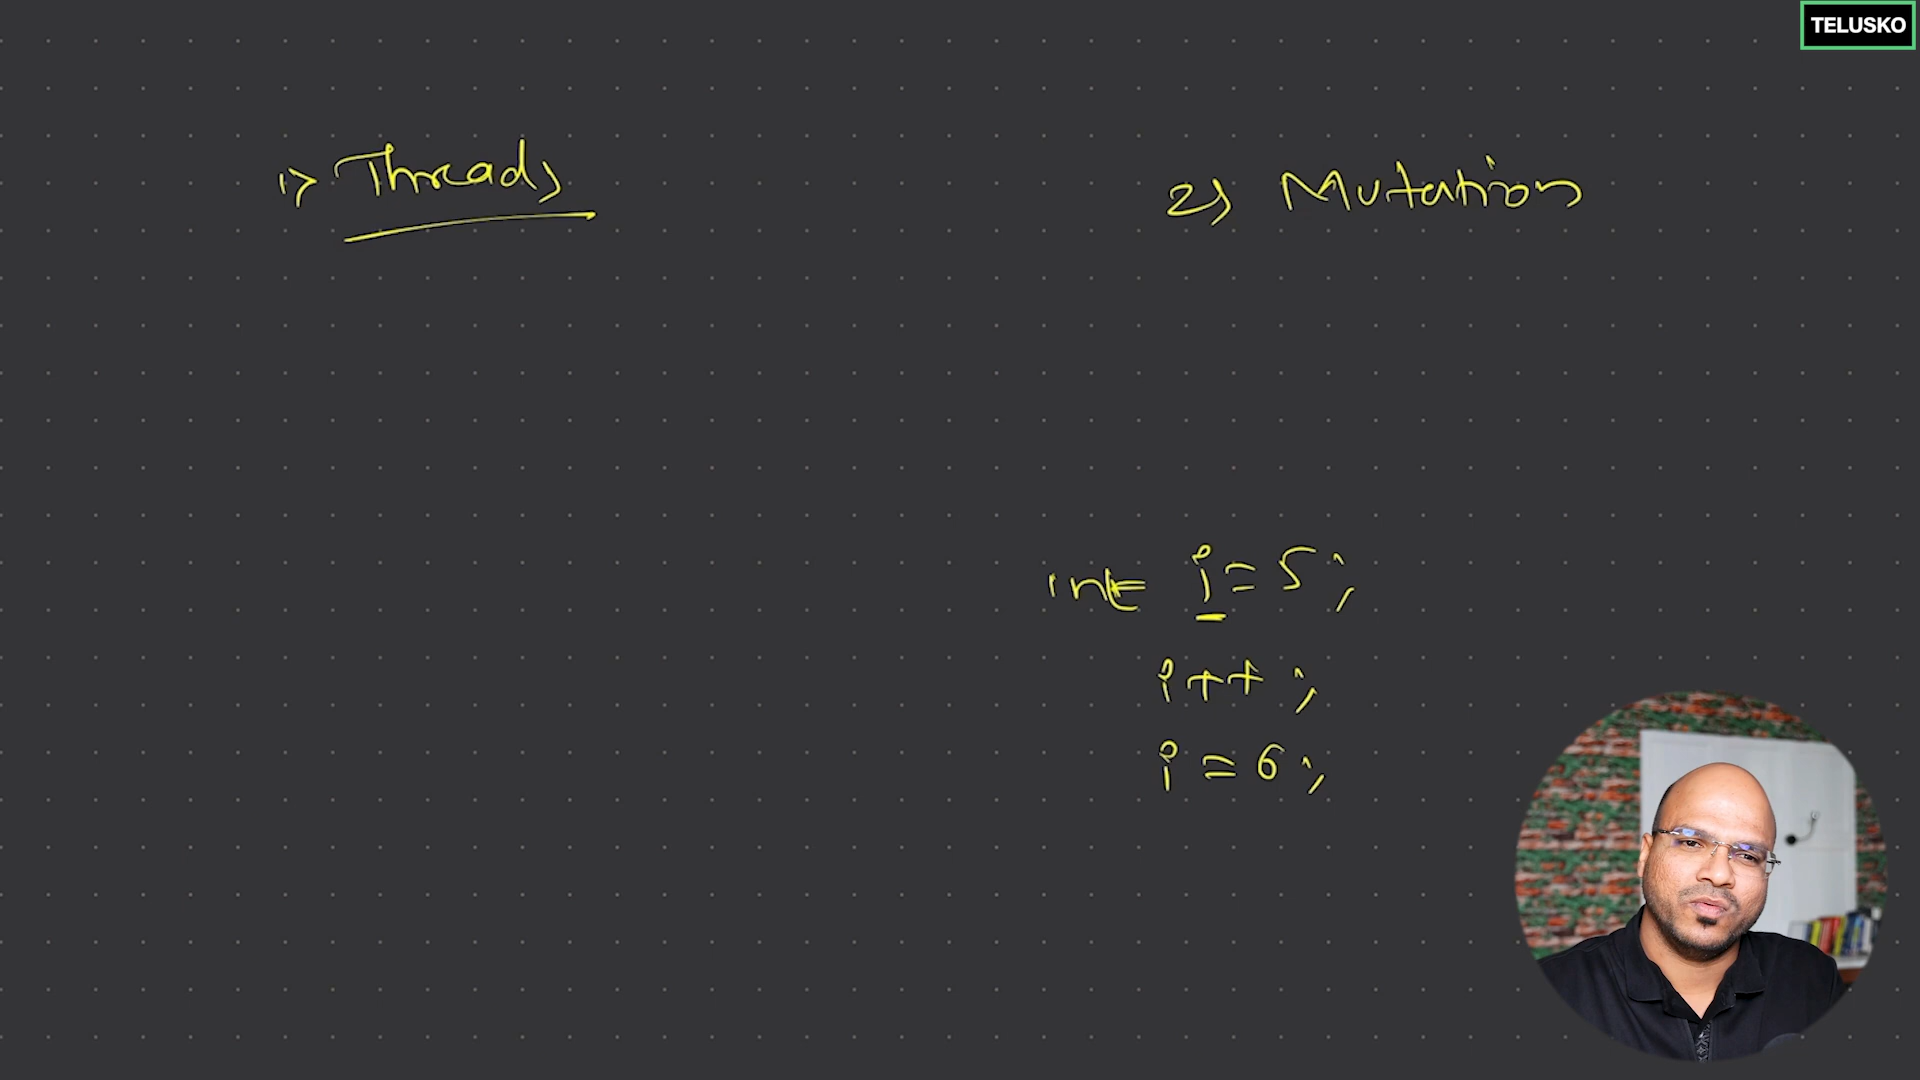 TELUSKO
1) Threads
2) Mutation
int i = 5;
i++;
i = 6;